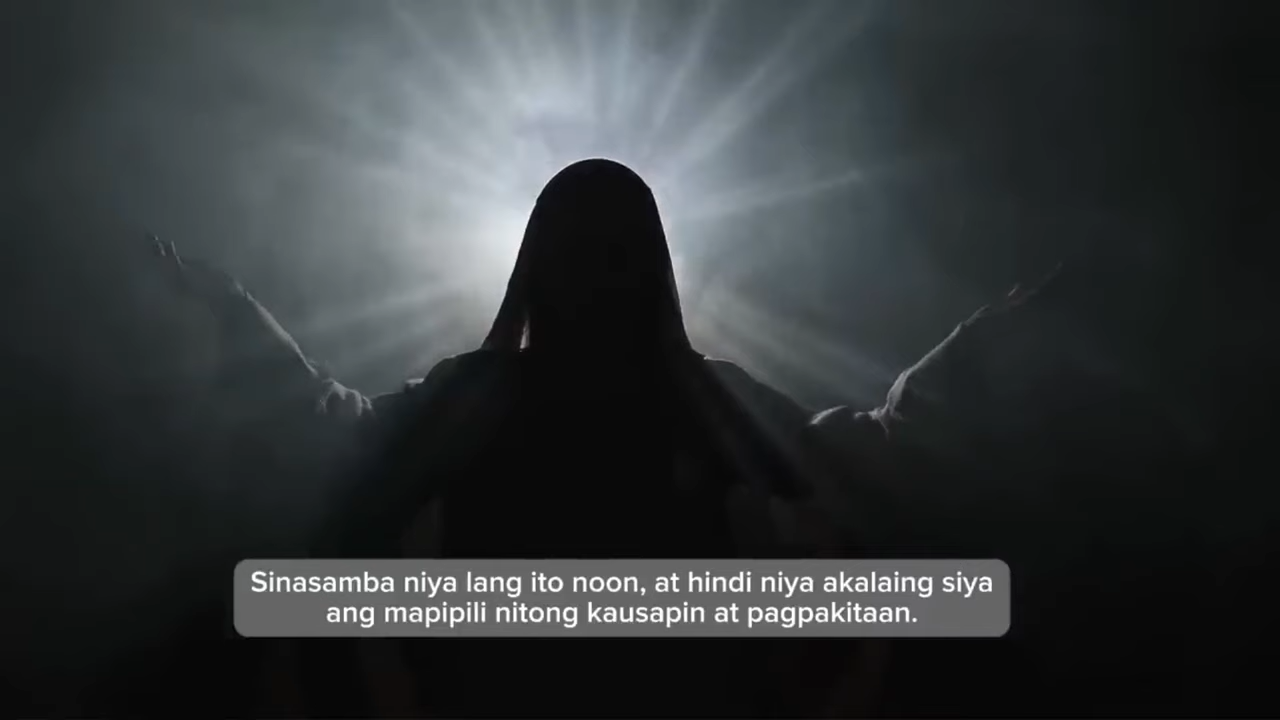 Sinasamba niya lang ito noon, at hindi niya akalaing siya
ang mapipili nitong kausapin at pagpakitaan.